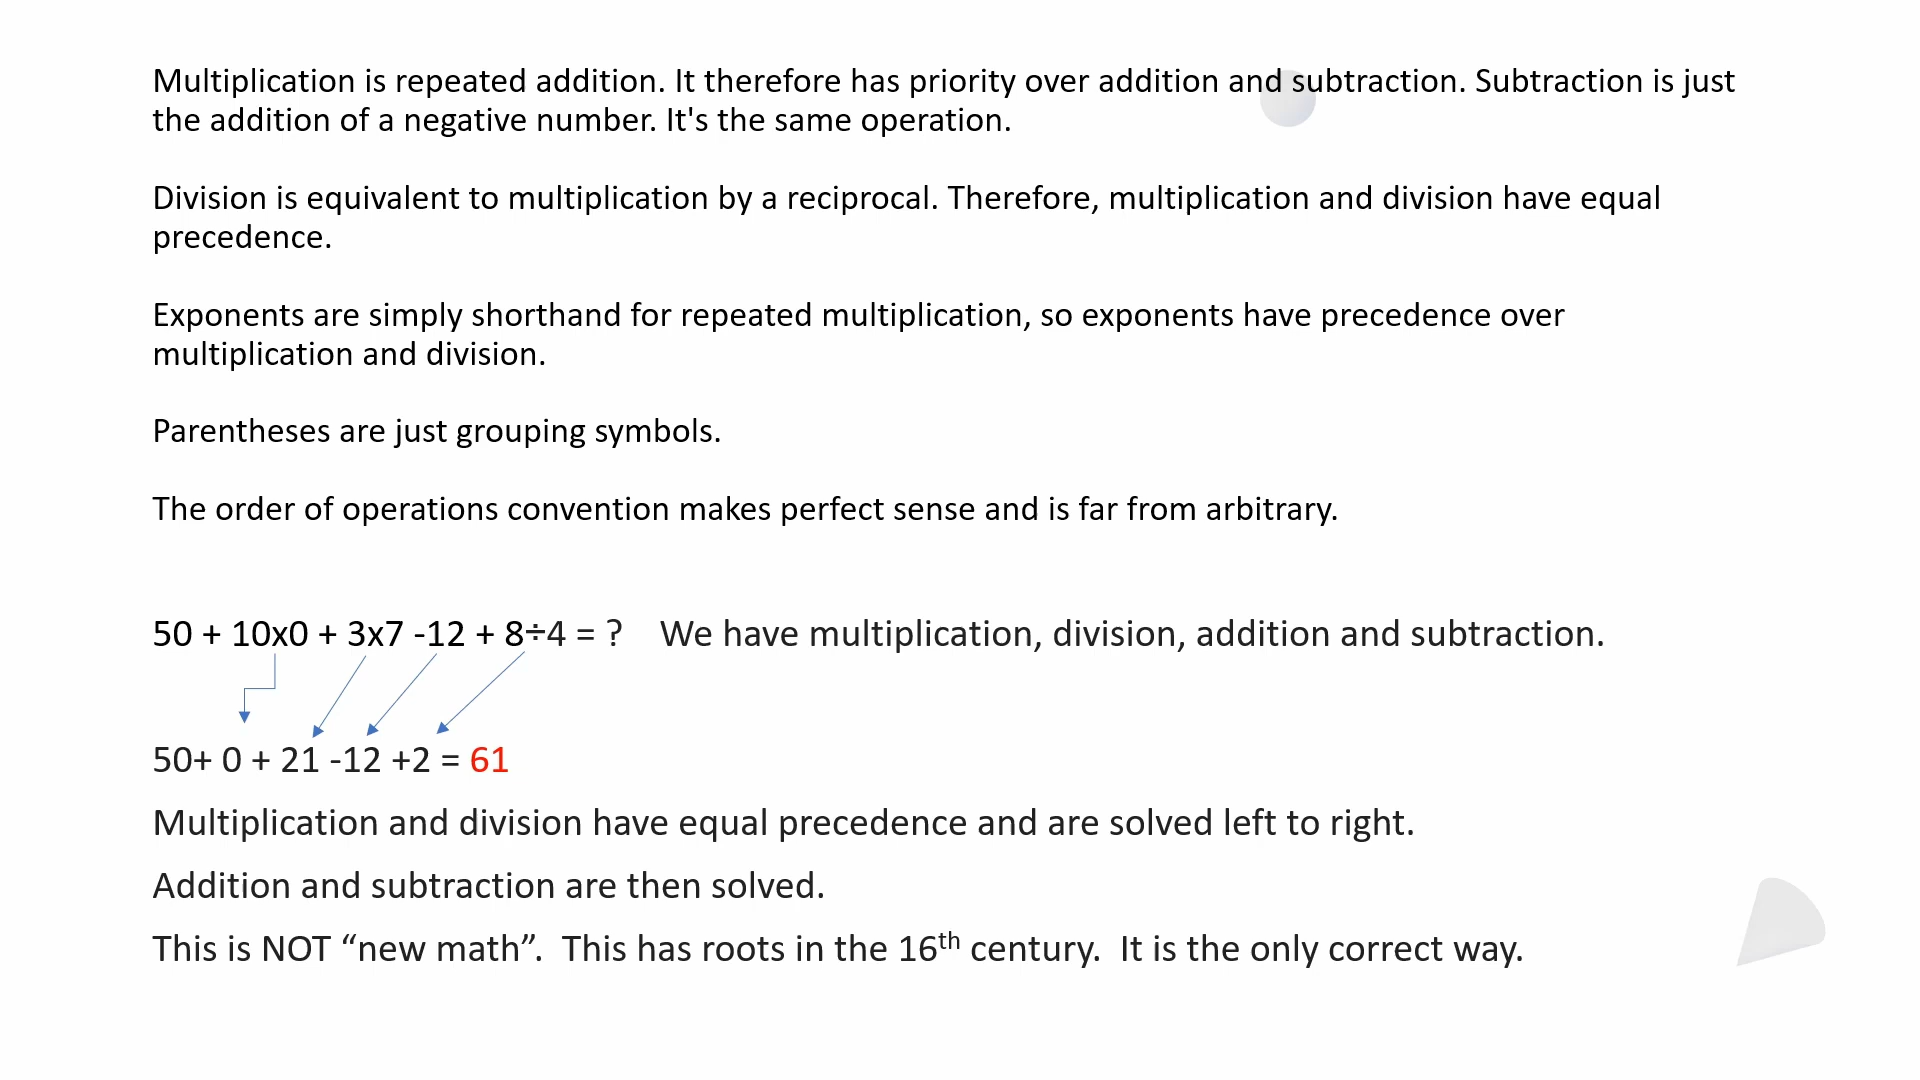 Multiplication is repeated addition. It therefore has priority over addition and subtraction. Subtraction is just
the addition of a negative number. It's the same operation.
Division is equivalent to multiplication by a reciprocal. Therefore, multiplication and division have equal
precedence.
Exponents are simply shorthand for repeated multiplication, so exponents have precedence over
multiplication and division.
Parentheses are just grouping symbols.
The order of operations convention makes perfect sense and is far from arbitrary.
50 + 10x0 + 3x7 -12 + 8÷4 = ?    We have multiplication, division, addition and subtraction.
50+ 0 + 21 -12 +2 = 61
Multiplication and division have equal precedence and are solved left to right.
Addition and subtraction are then solved.
This is NOT “new math”.  This has roots in the 16th century.  It is the only correct way.